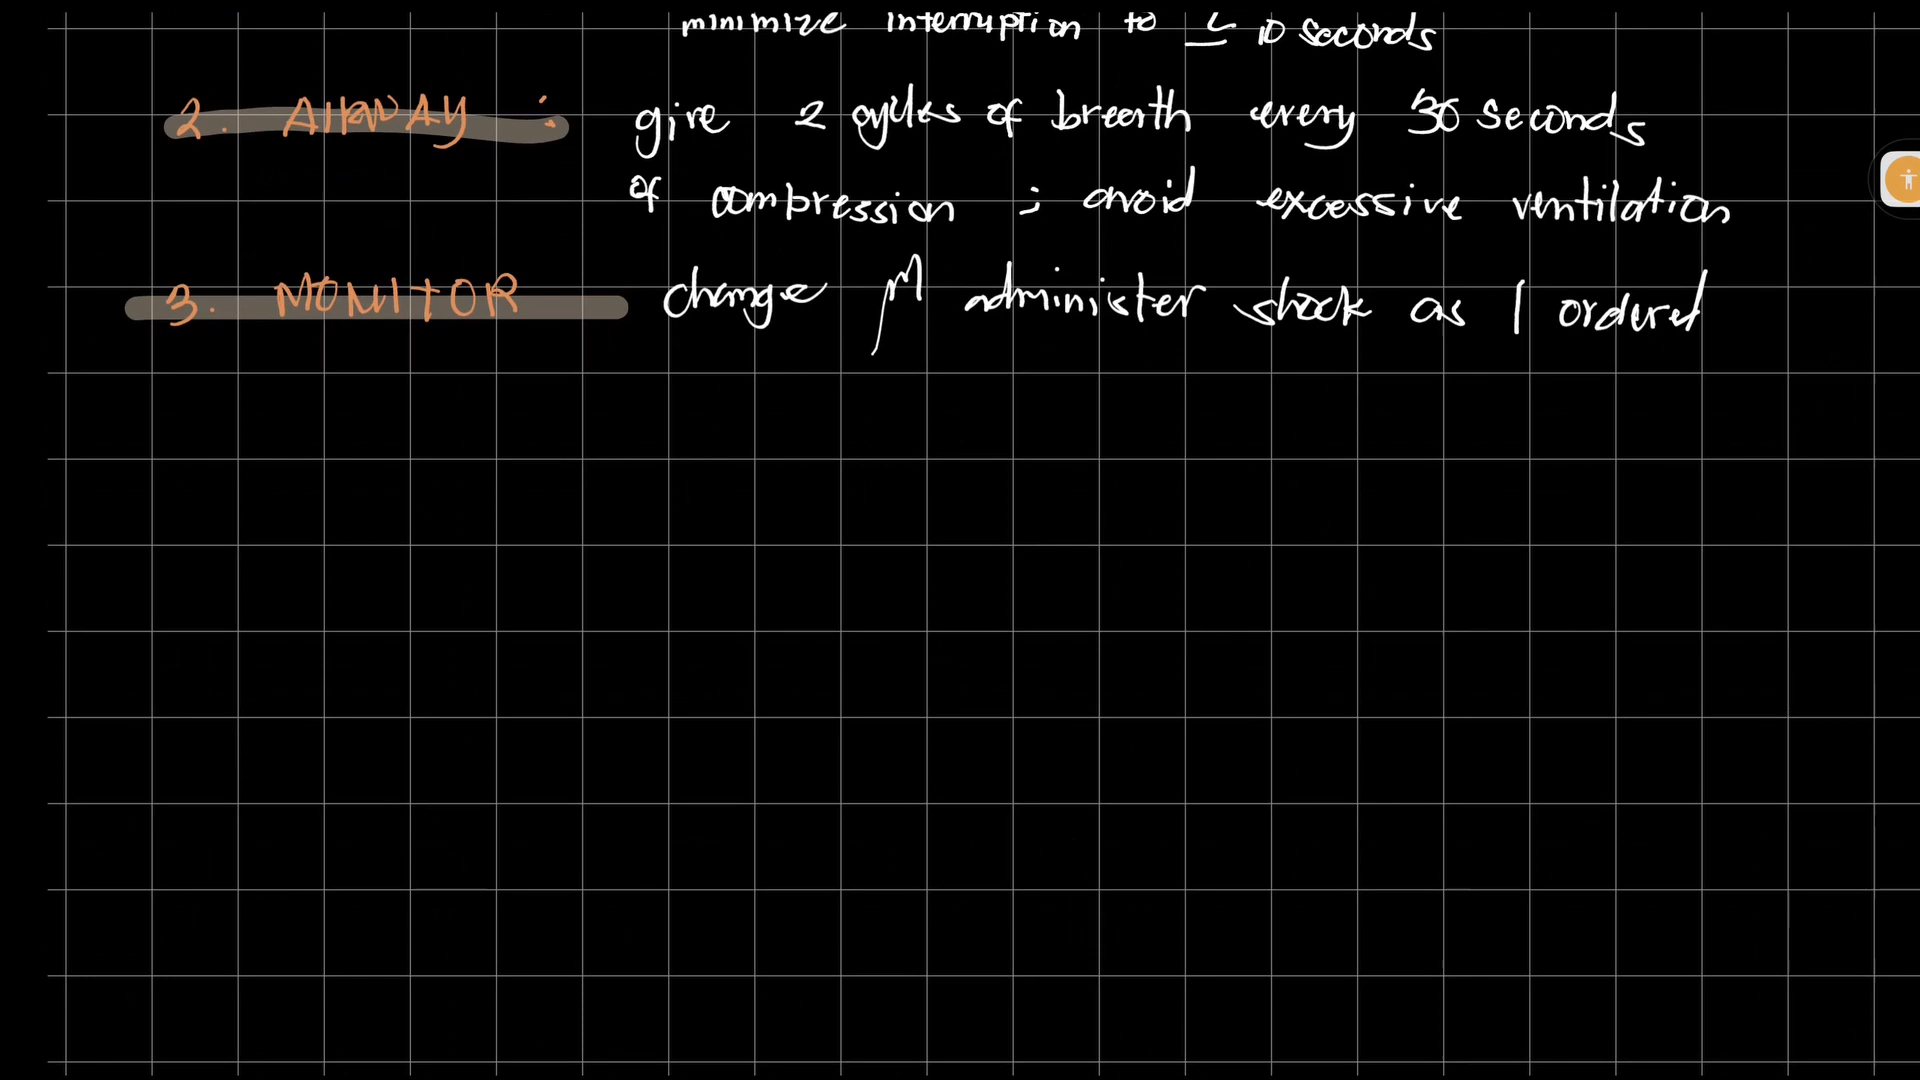 minimize interruption to ≤ 10 seconds
2. AIRWAY : give 2 cycles of breath every 30 seconds
of compression ; avoid excessive ventilation
3. MONITOR change administer shock as ordered